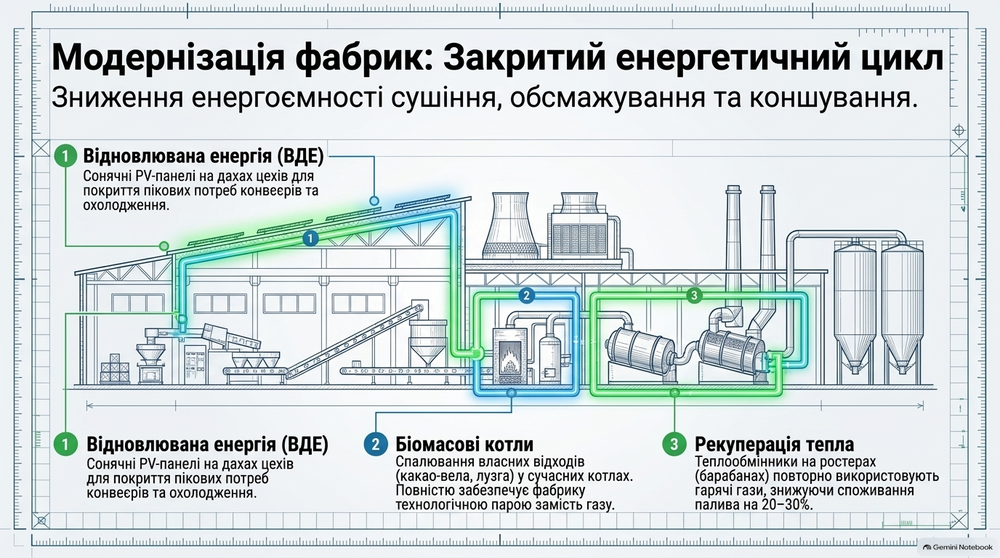 Модернізація фабрик: Закритий енергетичний цикл
Зниження енергоємності сушіння, обсмажування та коншування.
1 Відновлювана енергія (ВДЕ)
Сонячні PV-панелі на дахах цехів для
покриття пікових потреб конвеєрів та
охолодження.
1
2
3
1 Відновлювана енергія (ВДЕ)
Сонячні PV-панелі на дахах цехів
для покриття пікових потреб
конвеєрів та охолодження.
2 Біомасові котли
Спалювання власних відходів
(какао-вела, лузга) у сучасних котлах.
Повністю забезпечує фабрику
технологічною парою замість газу.
3 Рекуперація тепла
Теплообмінники на ростерах
(барабанах) повторно використовують
гарячі гази, знижуючи споживання
палива на 20–30%.
Gemini Notebook